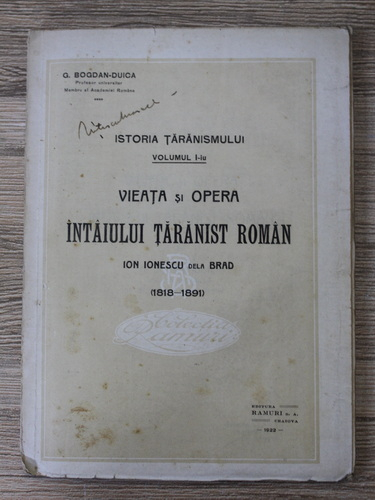 G. BOGDAN-DUICA
Profesor universitar
Membru al Academiei Române
ISTORIA ȚĂRĂNISMULUI
VOLUMUL I-iu
VIEAȚA ȘI OPERA
ÎNTÂIULUI ȚĂRĂNIST ROMÂN
ION IONESCU DELA BRAD
(1818-1891)
Colecția
Ramuri
EDITURA
RAMURI S. A.
CRAIOVA